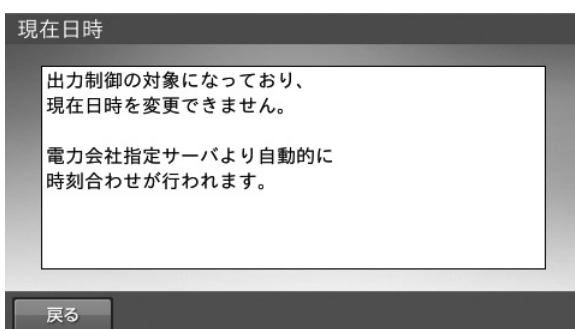 現在日時
出力制御の対象になっており、
現在日時を変更できません。
電力会社指定サーバより自動的に
時刻合わせが行われます。
戻る